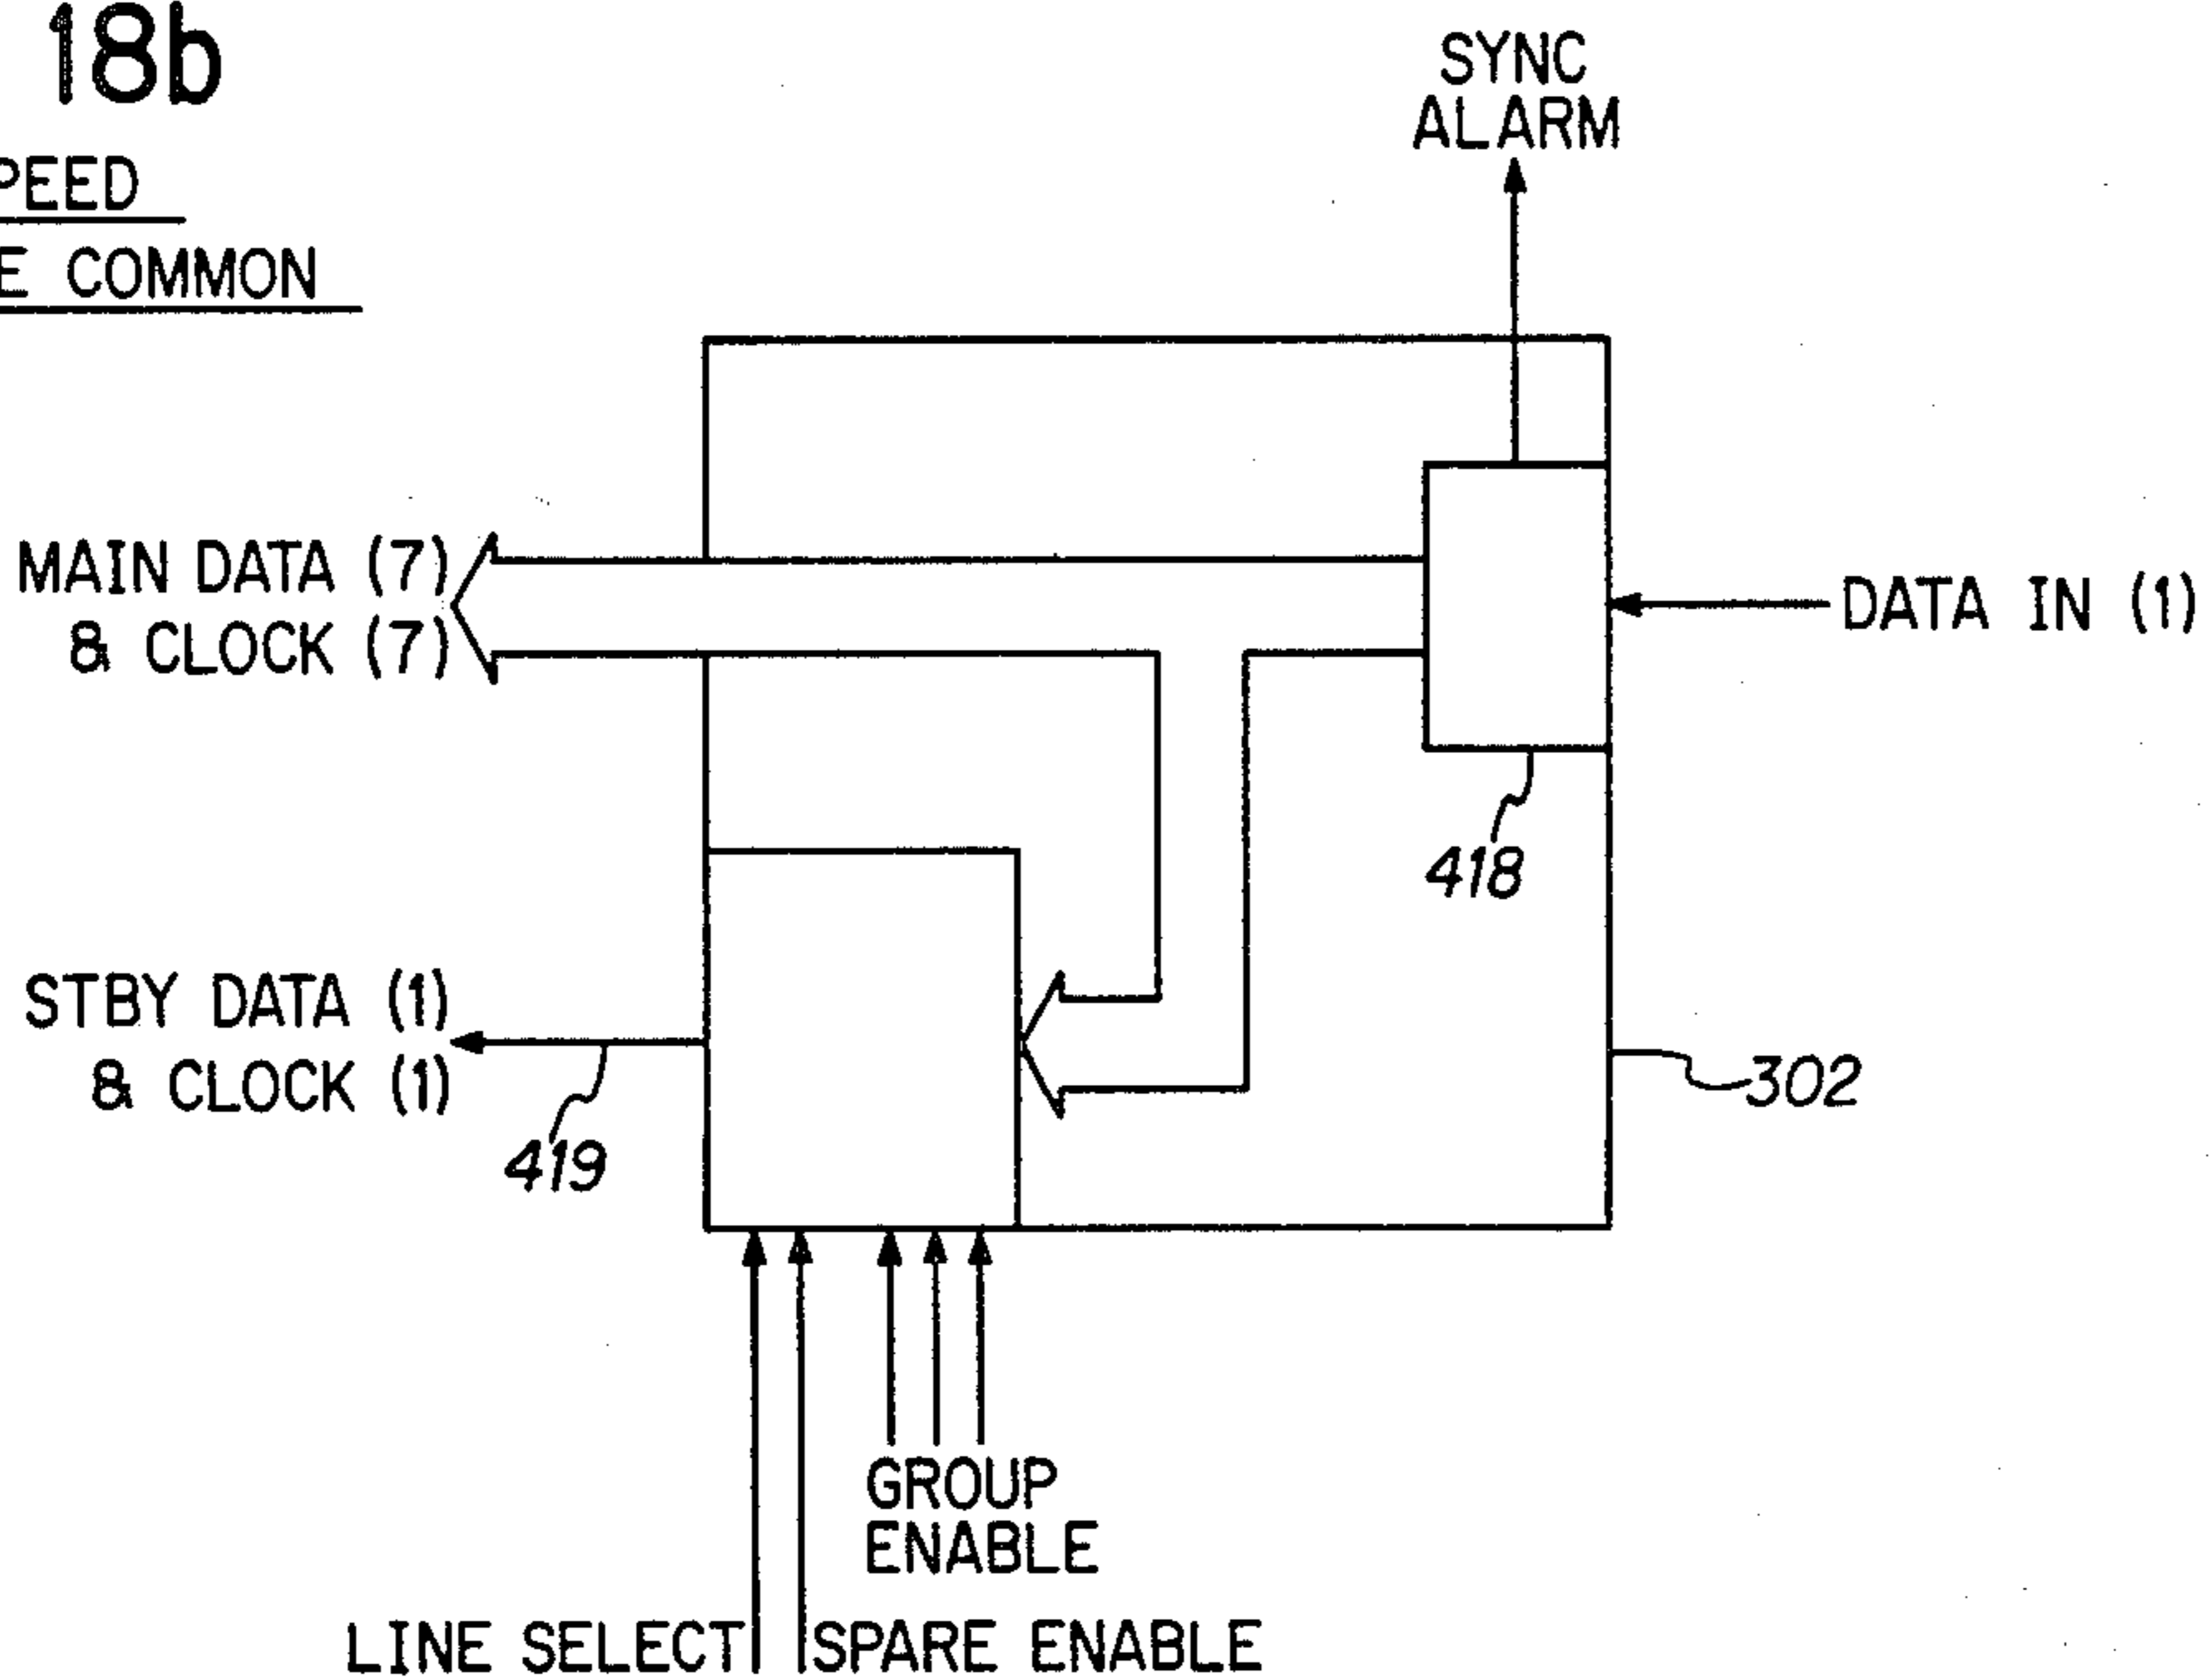 18b
PEED
E COMMON
SYNC
ALARM
MAIN DATA (7)
& CLOCK (7)
DATA IN (1)
418
STBY DATA (1)
& CLOCK (1)
419
302
GROUP
ENABLE
LINE SELECT
SPARE ENABLE